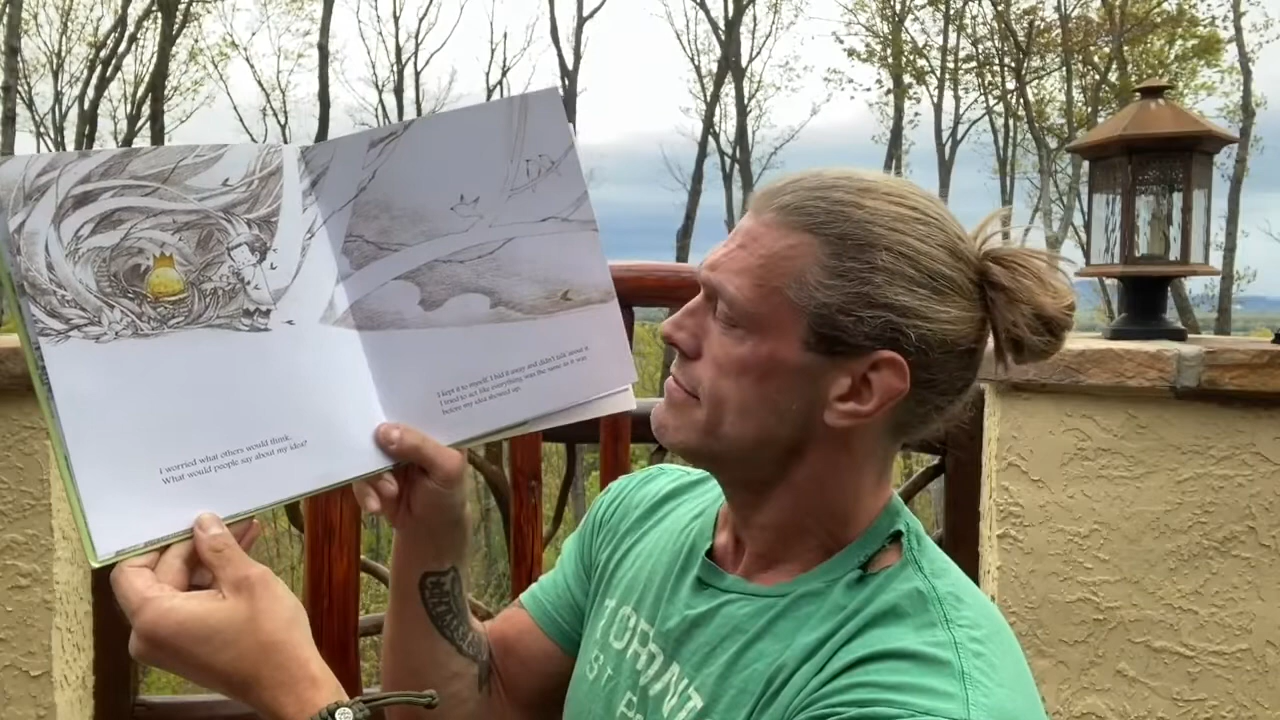 I worried what others would think.
What would people say about my idea?
I kept it to myself. I hid it away and didn't talk about it.
I tried to act like everything was the same as it was
before my idea showed up.
TORONT
ST P